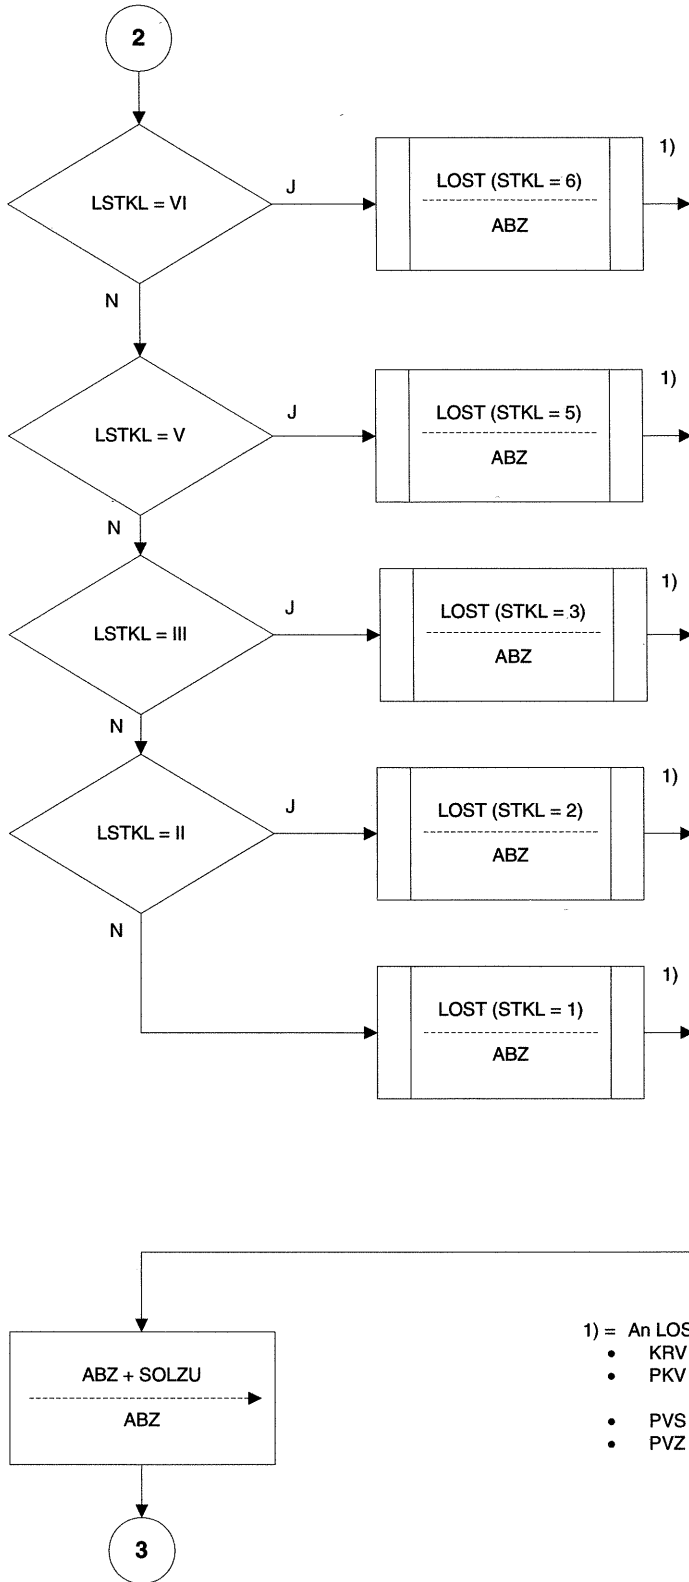 2
LSTKL = VI
J
LOST (STKL = 6)
ABZ
1)
N
LSTKL = V
J
LOST (STKL = 5)
ABZ
1)
N
LSTKL = III
J
LOST (STKL = 3)
ABZ
1)
N
LSTKL = II
J
LOST (STKL = 2)
ABZ
1)
N
LOST (STKL = 1)
ABZ
1)
ABZ + SOLZU
ABZ
3
1) = An LOS
• KRV
• PKV
• PVS
• PVZ